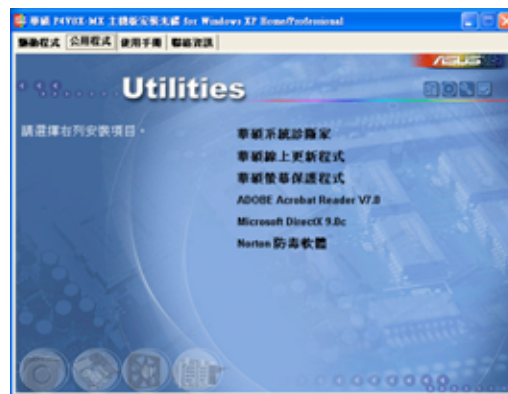 華碩 P4V8X-MX 主機板安裝光碟 for Windows XP Home/Professional
驅動程式 公用程式 使用手冊 聯絡資訊
ASUS
Utilities
請選擇右列安裝項目。
華碩系統診斷家
華碩線上更新程式
華碩螢幕保護程式
ADOBE Acrobat Reader V7.0
Microsoft DirectX 9.0c
Norton 防毒軟體